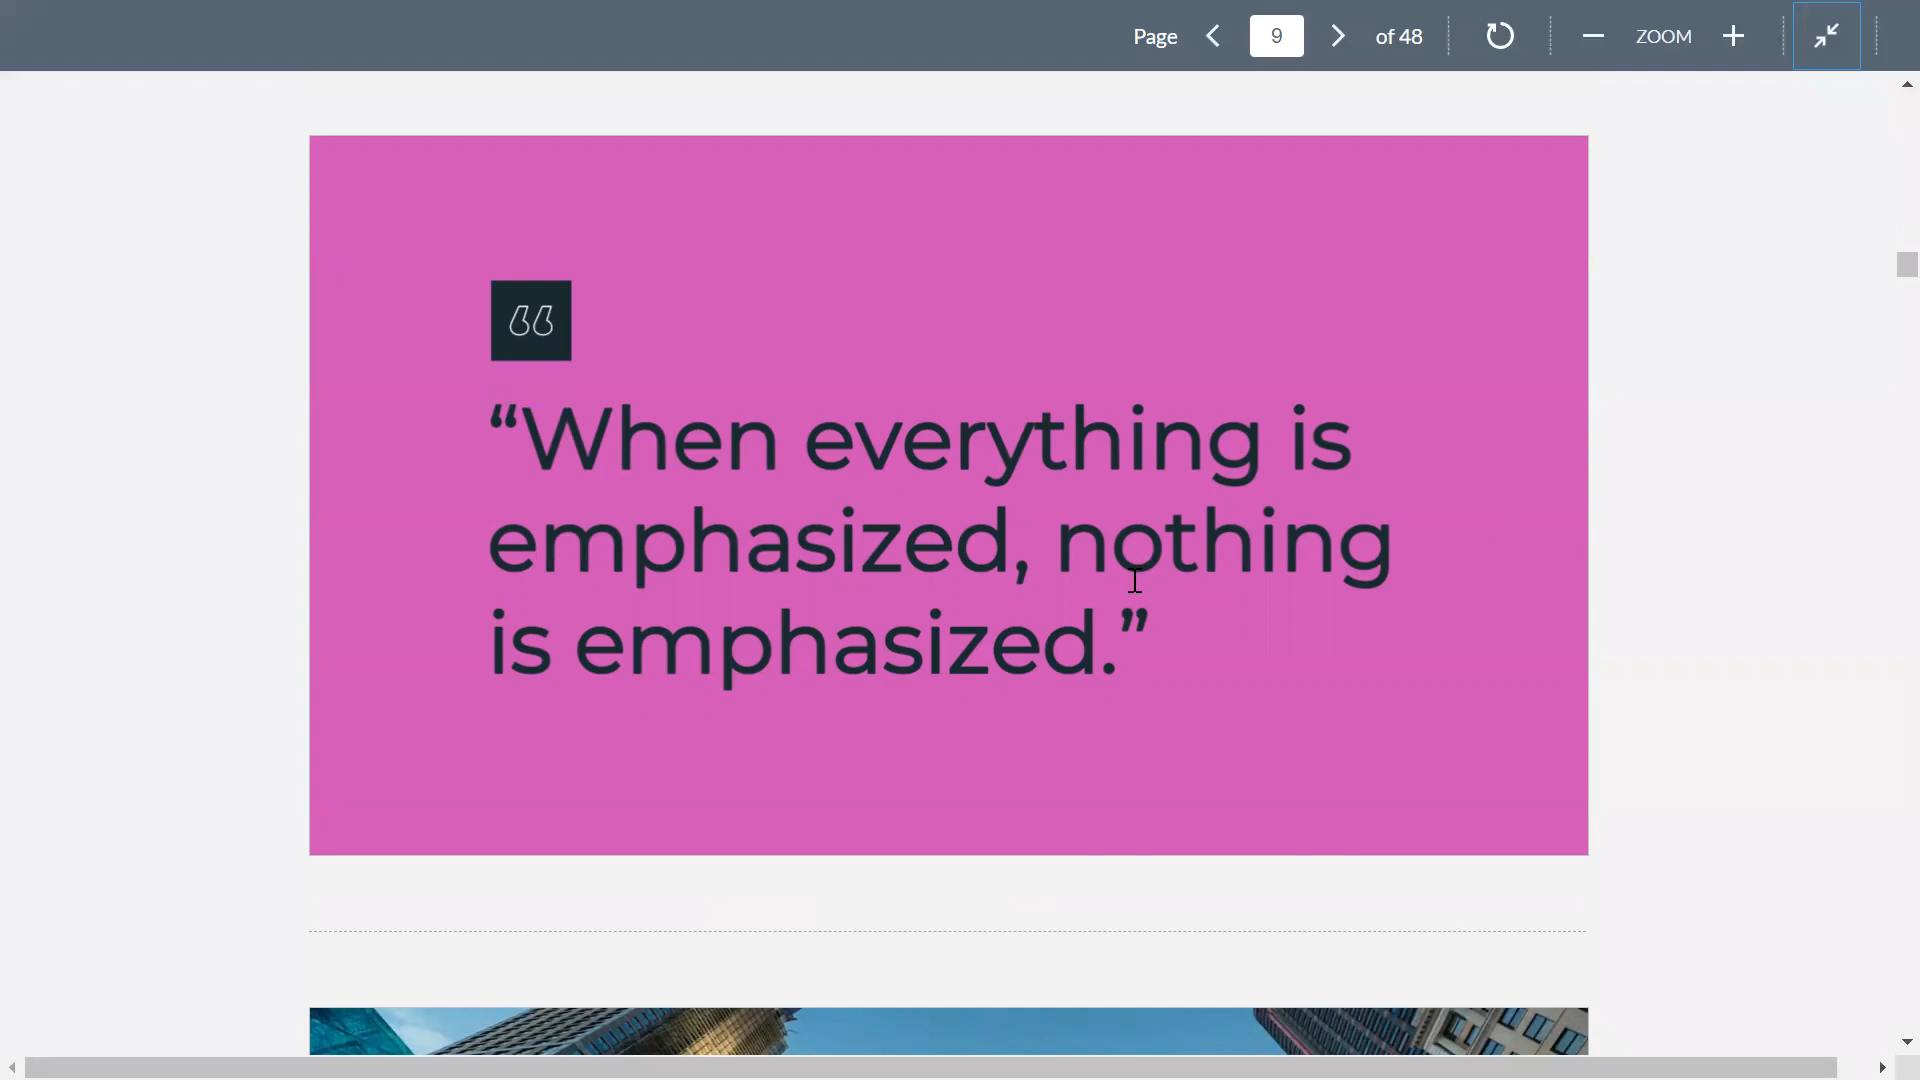 Page 9 of 48 ZOOM
“When everything is
emphasized, nothing
is emphasized.”